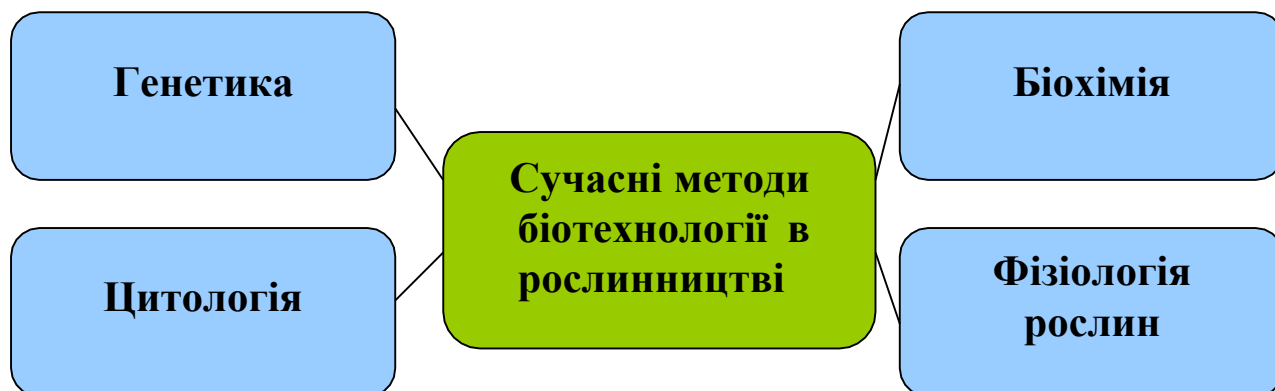 Генетика
Біохімія
Сучасні методи
біотехнології в
рослинництві
Цитологія
Фізіологія
рослин